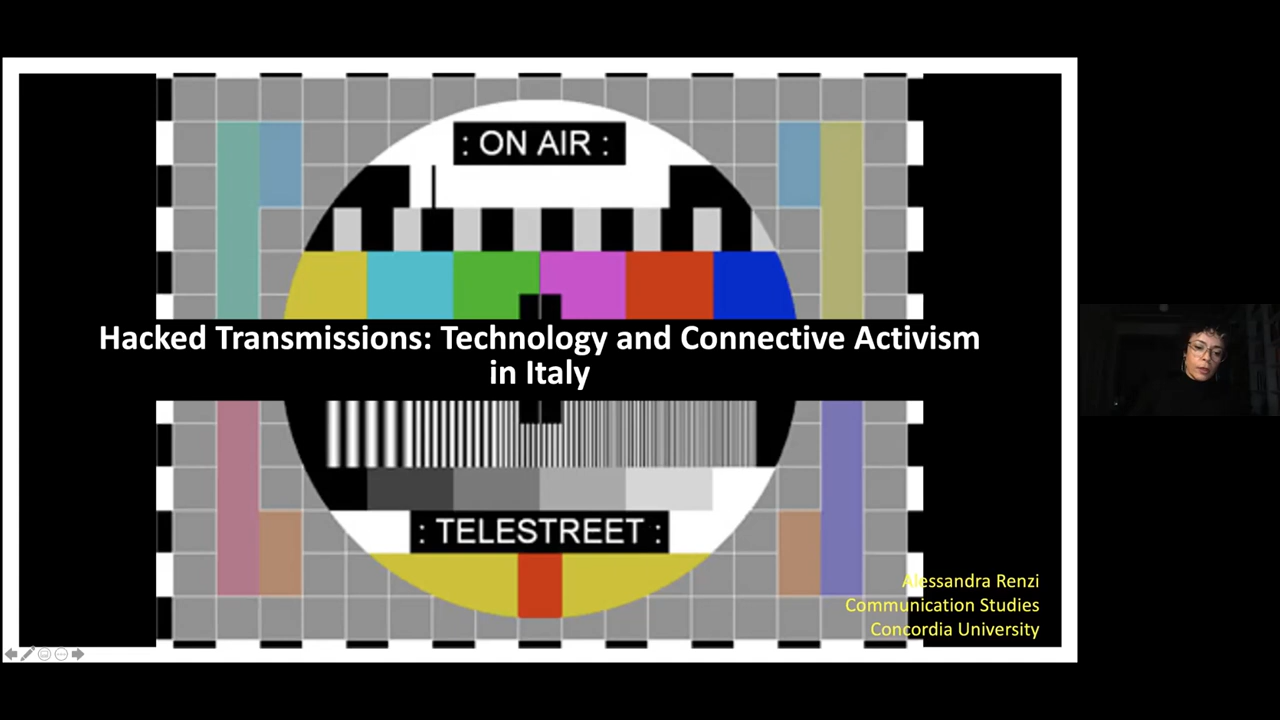 : ON AIR :
Hacked Transmissions: Technology and Connective Activism
in Italy
: TELESTREET :
Alessandra Renzi
Communication Studies
Concordia University